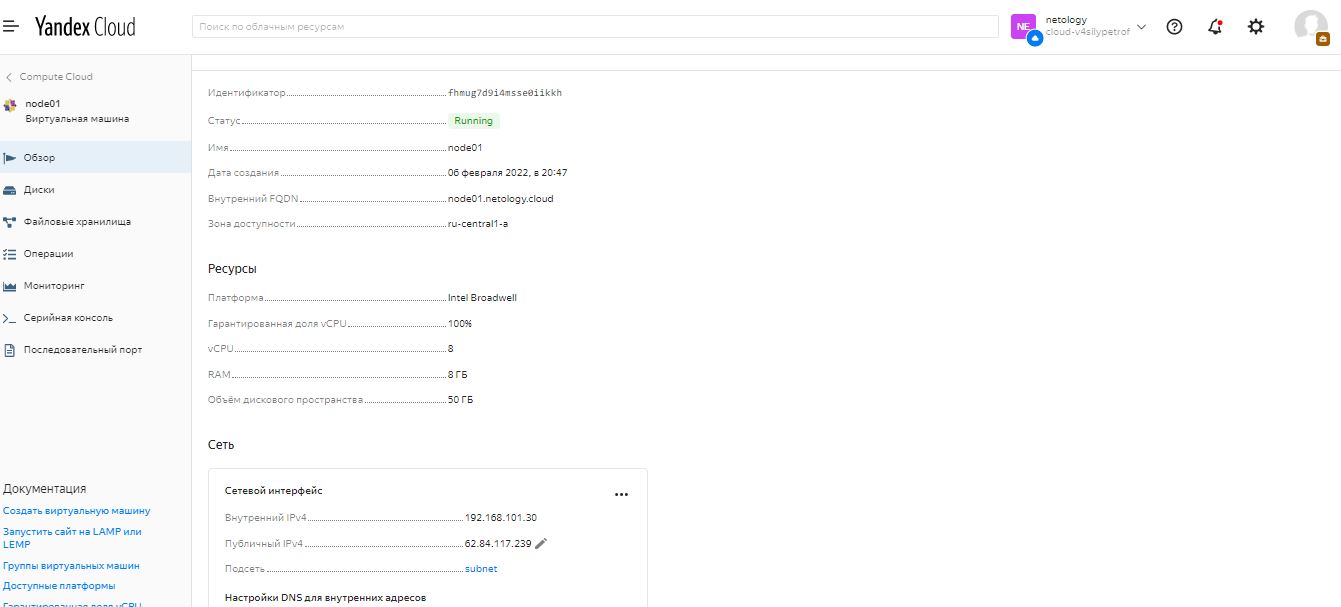 Yandex Cloud
Поиск по облачным ресурсам
NE
netology
cloud-v4silypetrof
Compute Cloud
node01
Виртуальная машина
Обзор
Диски
Файловые хранилища
Операции
Мониторинг
Серийная консоль
Последовательный порт
Документация
Создать виртуальную машину
Запустить сайт на LAMP или
LEMP
Группы виртуальных машин
Доступные платформы
Гарантированная доля vCPU
Идентификатор fhmug7d9i4msse0iikkh
Статус Running
Имя node01
Дата создания 06 февраля 2022, в 20:47
Внутренний FQDN node01.netology.cloud
Зона доступности ru-central1-a
Ресурсы
Платформа Intel Broadwell
Гарантированная доля vCPU 100%
vCPU 8
RAM 8 ГБ
Объём дискового пространства 50 ГБ
Сеть
Сетевой интерфейс
Внутренний IPv4 192.168.101.30
Публичный IPv4 62.84.117.239
Подсеть subnet
Настройки DNS для внутренних адресов